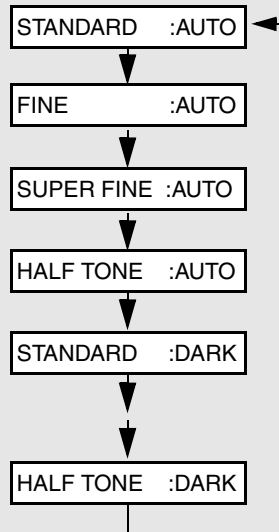 STANDARD :AUTO
FINE :AUTO
SUPER FINE :AUTO
HALF TONE :AUTO
STANDARD :DARK
HALF TONE :DARK